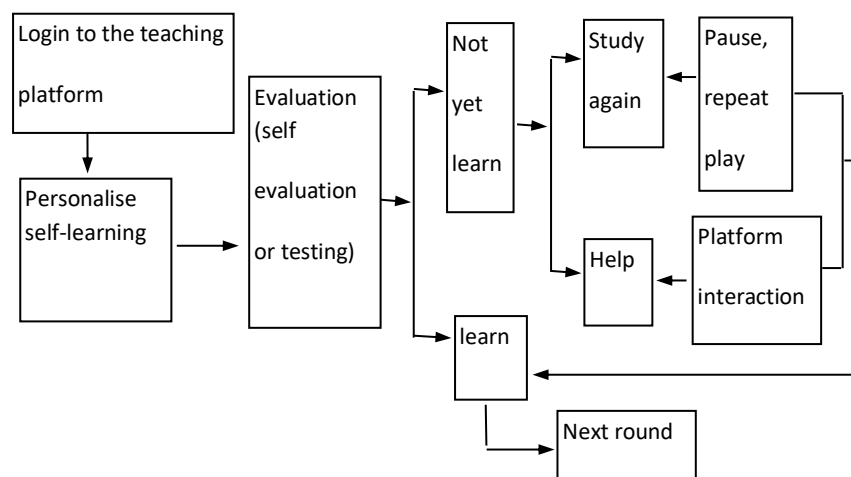 Login to the teaching
platform
Personalise
self-learning
Evaluation
(self
evaluation
or testing)
Not
yet
learn
Study
again
Pause,
repeat
play
Help
Platform
interaction
learn
Next round